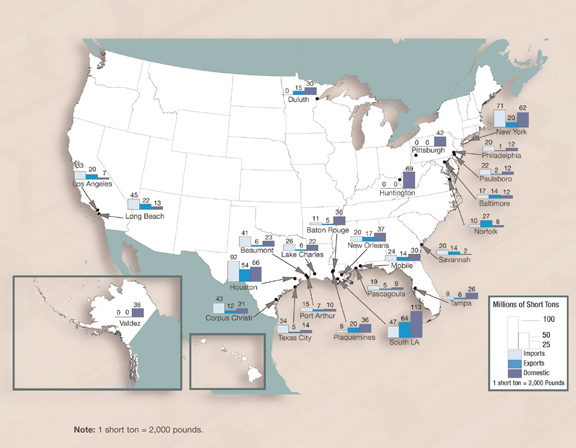 0 15 30
Duluth
71 20 62
New York
0 0 42
Pittsburgh
20 1 12
Philadelphia
22 2 12
Paulsboro
0 0 69
Huntington
17 14 12
Baltimore
10 27 8
Norfolk
33 20 7
Los Angeles
45 22 13
Long Beach
11 5 36
Baton Rouge
41 6 23
Beaumont
26 6 22
Lake Charles
20 17 37
New Orleans
24 14 30
Mobile
20 14 2
Savannah
92 54 66
Houston
19 5 9
Pascagoula
8 6 26
Tampa
43 12 21
Corpus Christi
34 5 14
Texas City
15 7 10
Port Arthur
8 20 36
Plaquemines
47 64 113
South LA
0 0 36
Valdez
Millions of Short Tons
100
50
25
Imports
Exports
Domestic
1 short ton = 2,000 Pounds
Note: 1 short ton = 2,000 pounds.